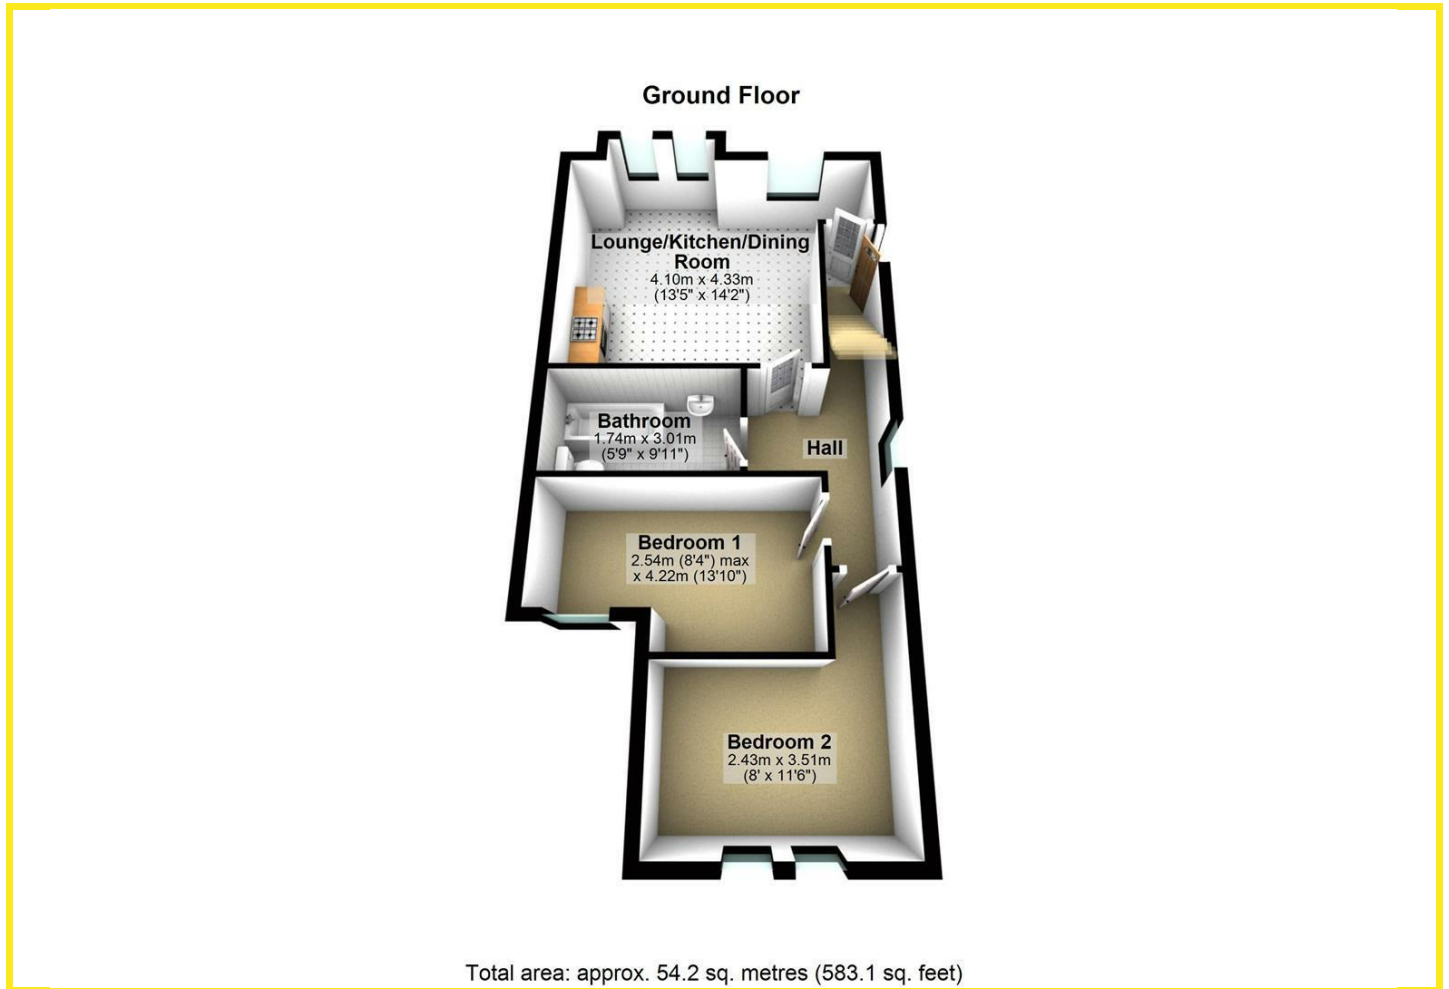 Ground Floor
Lounge/Kitchen/Dining
Room
4.10m x 4.33m
(13'5" x 14'2")
Bathroom
1.74m x 3.01m
(5'9" x 9'11")
Hall
Bedroom 1
2.54m (8'4") max
x 4.22m (13'10")
Bedroom 2
2.43m x 3.51m
(8' x 11'6")
Total area: approx. 54.2 sq. metres (583.1 sq. feet)